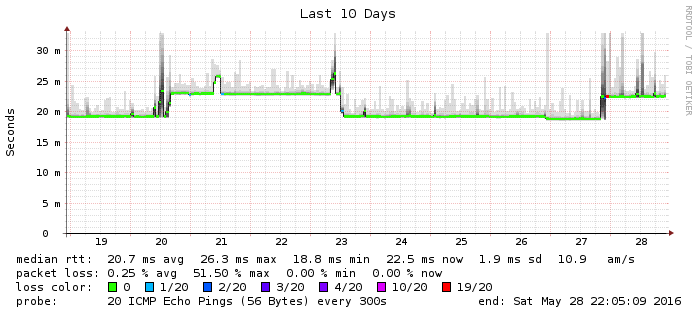 Last 10 Days
RRDTOOL / TOBI OETIKER
Seconds
30 m
25 m
20 m
15 m
10 m
5 m
0
19 20 21 22 23 24 25 26 27 28
median rtt: 20.7 ms avg 26.3 ms max 18.8 ms min 22.5 ms now 1.9 ms sd 10.9 am/s
packet loss: 0.25 % avg 51.50 % max 0.00 % min 0.00 % now
loss color: 0 1/20 2/20 3/20 4/20 10/20 19/20
probe: 20 ICMP Echo Pings (56 Bytes) every 300s end: Sat May 28 22:05:09 2016